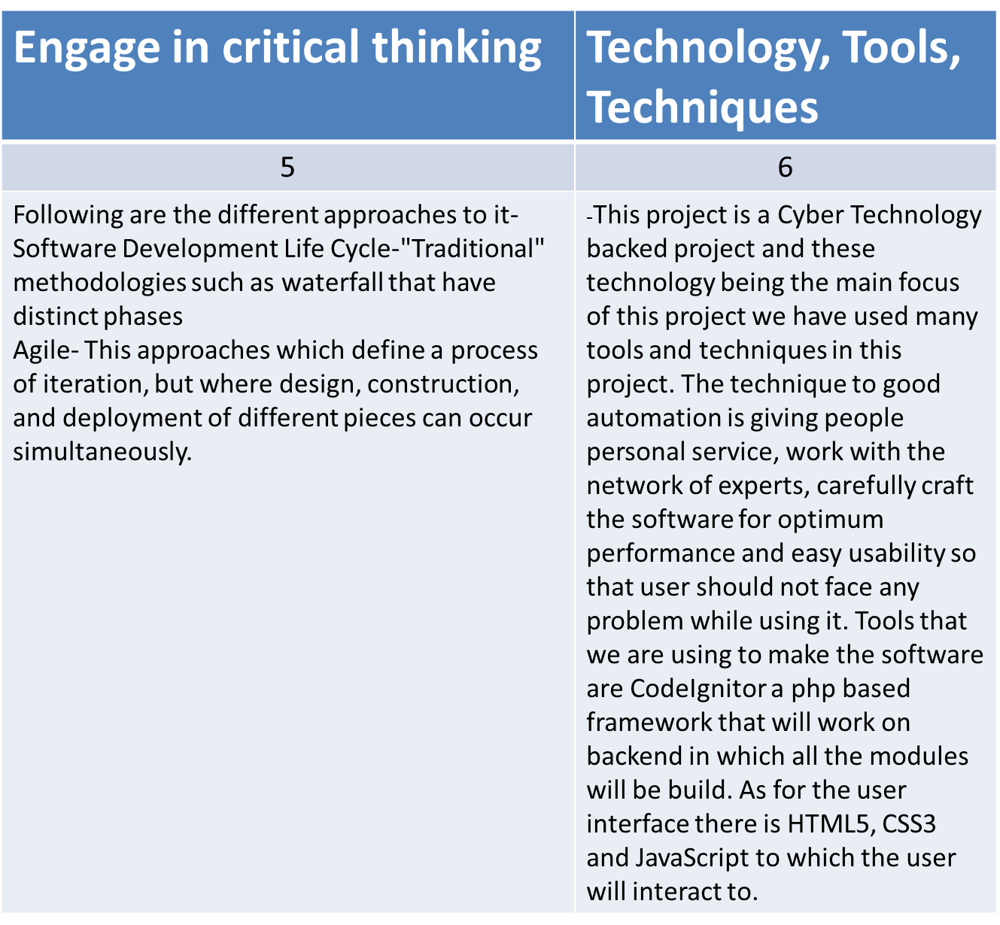 Engage in critical thinking
Technology, Tools,
Techniques
5
6
Following are the different approaches to it-
Software Development Life Cycle-"Traditional"
methodologies such as waterfall that have
distinct phases
Agile- This approaches which define a process
of iteration, but where design, construction,
and deployment of different pieces can occur
simultaneously.
-This project is a Cyber Technology
backed project and these
technology being the main focus
of this project we have used many
tools and techniques in this
project. The technique to good
automation is giving people
personal service, work with the
network of experts, carefully craft
the software for optimum
performance and easy usability so
that user should not face any
problem while using it. Tools that
we are using to make the software
are CodeIgnitor a php based
framework that will work on
backend in which all the modules
will be build. As for the user
interface there is HTML5, CSS3
and JavaScript to which the user
will interact to.